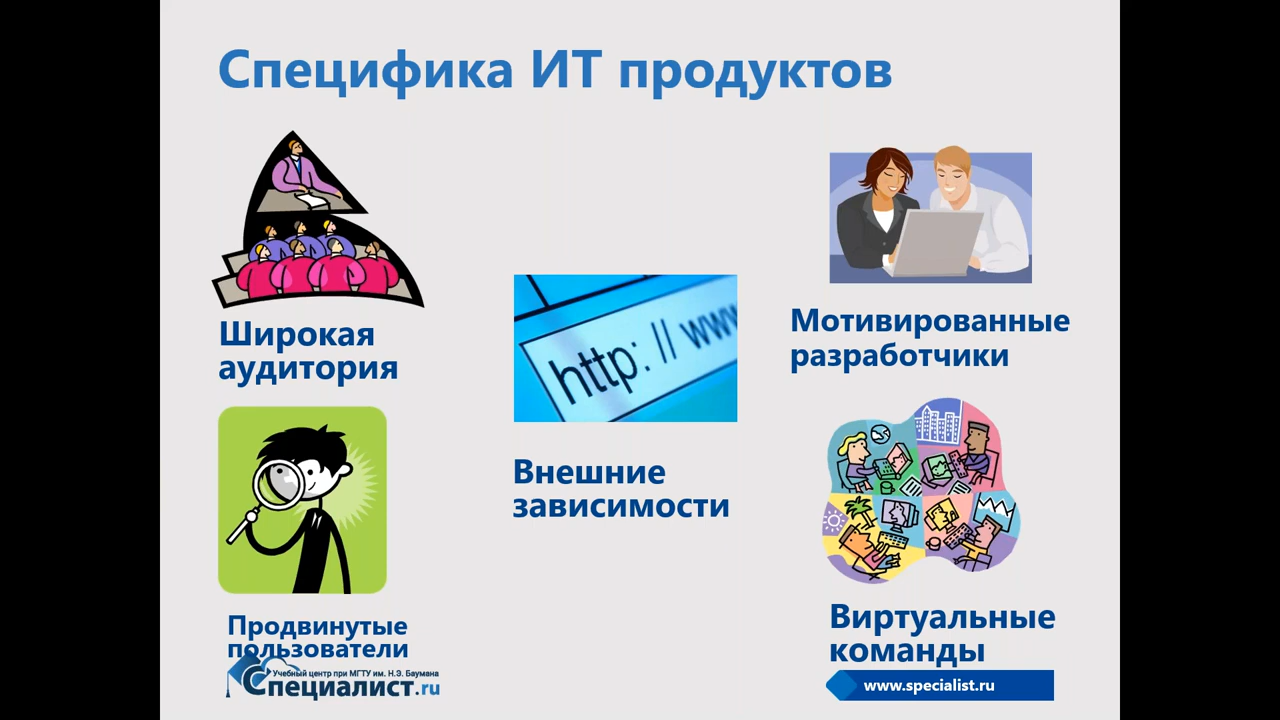 Специфика ИТ продуктов
Широкая
аудитория
Продвинутые
пользователи
http: // www
Внешние
зависимости
Мотивированные
разработчики
Виртуальные
команды
Учебный центр при МГТУ им. Н.Э. Баумана
Специалист.ru
www.specialist.ru